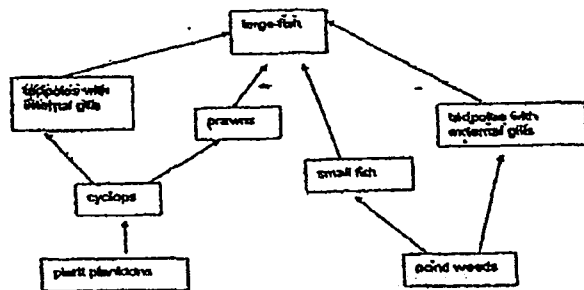 large fish
tadpoles with
internal gills
prawns
tadpoles with
external gills
small fish
cyclops
plant planktons
pond weeds